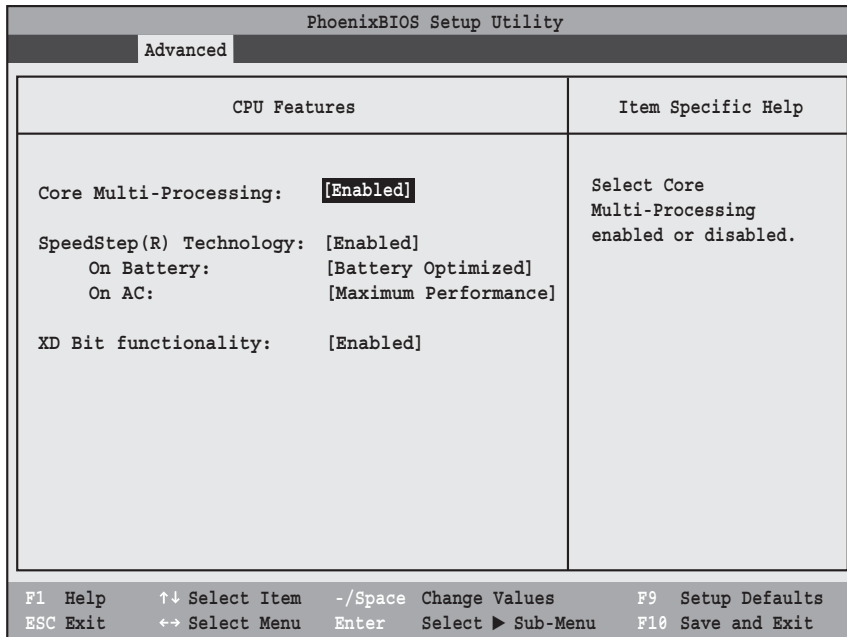 PhoenixBIOS Setup Utility
Advanced
CPU Features
Item Specific Help
Core Multi-Processing: [Enabled]
SpeedStep(R) Technology: [Enabled]
On Battery: [Battery Optimized]
On AC: [Maximum Performance]
XD Bit functionality: [Enabled]
Select Core
Multi-Processing
enabled or disabled.
F1 Help ↑↓ Select Item -/Space Change Values F9 Setup Defaults
ESC Exit ←→ Select Menu Enter Select ▶ Sub-Menu F10 Save and Exit